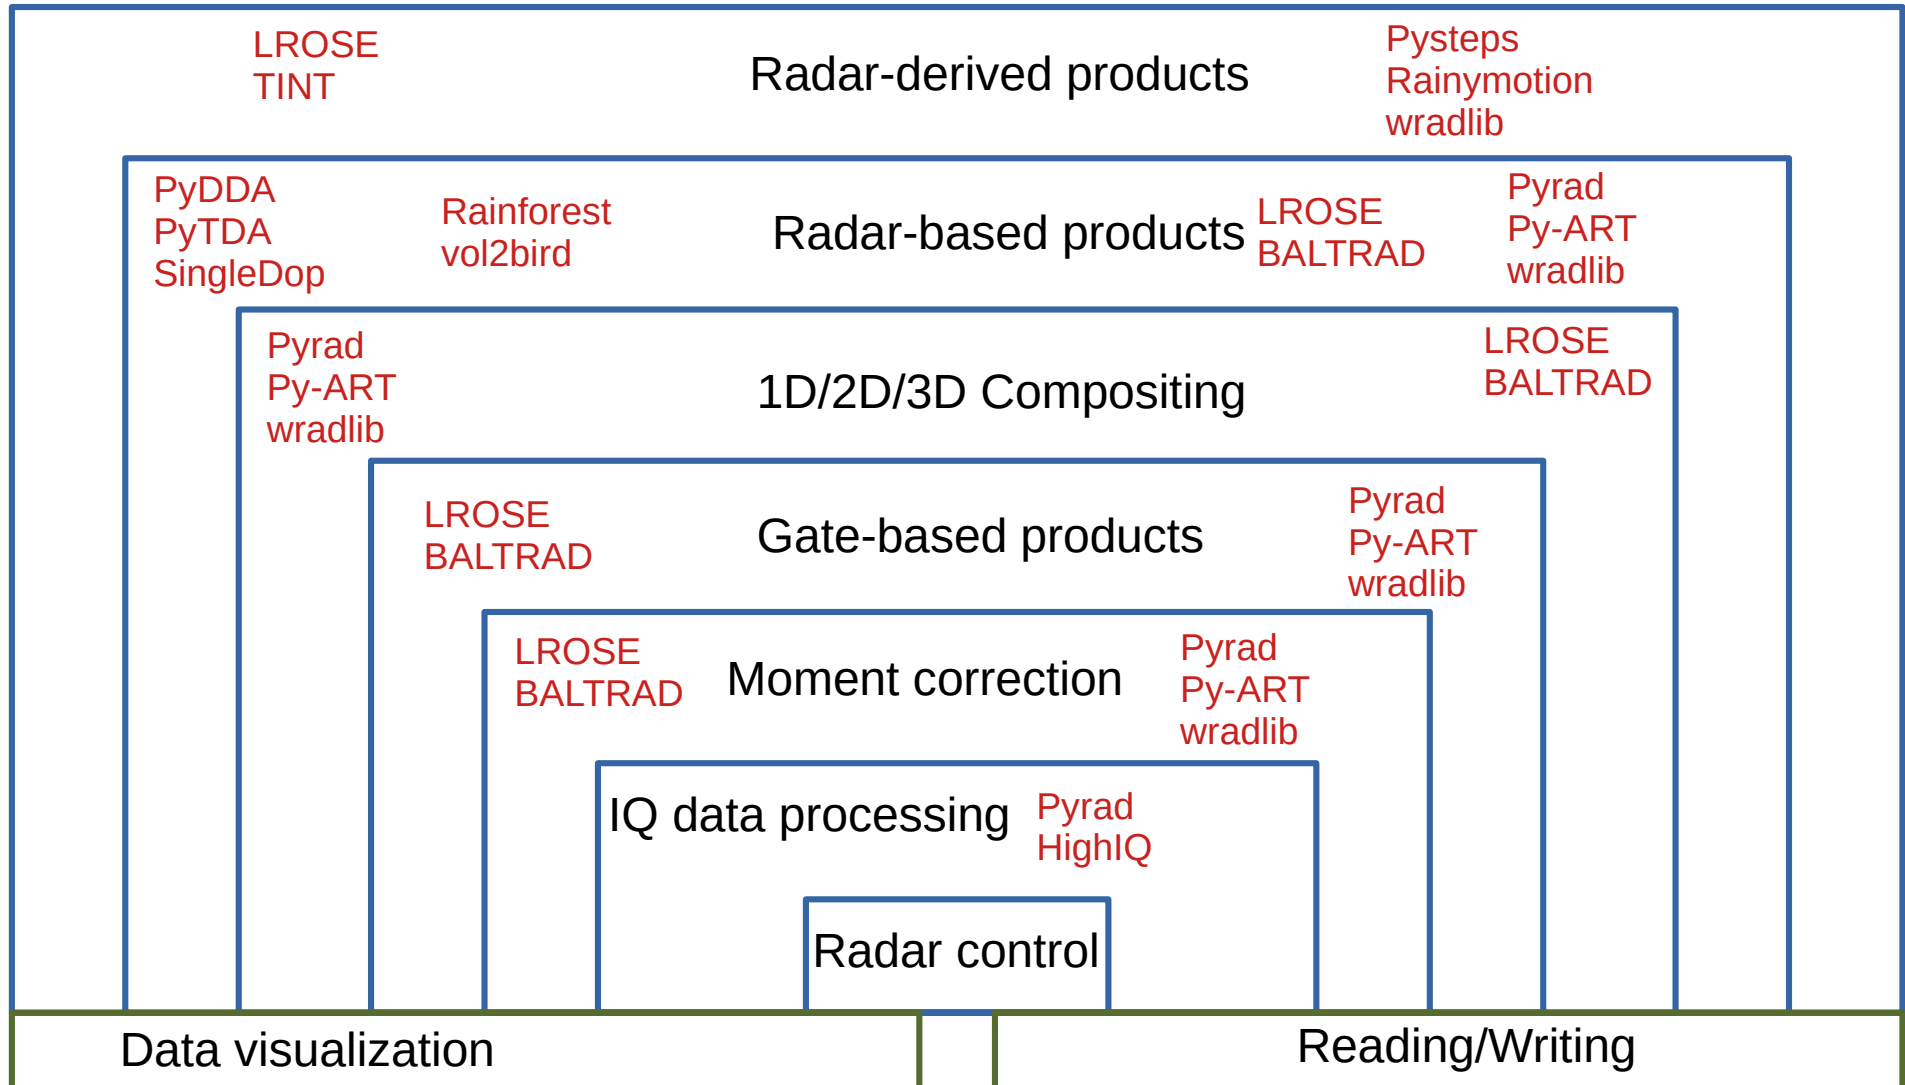 LROSE
TINT
Radar-derived products
Pysteps
Rainymotion
wradlib
PyDDA
PyTDA
SingleDop
Rainforest
vol2bird
Radar-based products
LROSE
BALTRAD
Pyrad
Py-ART
wradlib
Pyrad
Py-ART
wradlib
1D/2D/3D Compositing
LROSE
BALTRAD
LROSE
BALTRAD
Gate-based products
Pyrad
Py-ART
wradlib
LROSE
BALTRAD
Moment correction
Pyrad
Py-ART
wradlib
IQ data processing
Pyrad
HighIQ
Radar control
Data visualization
Reading/Writing